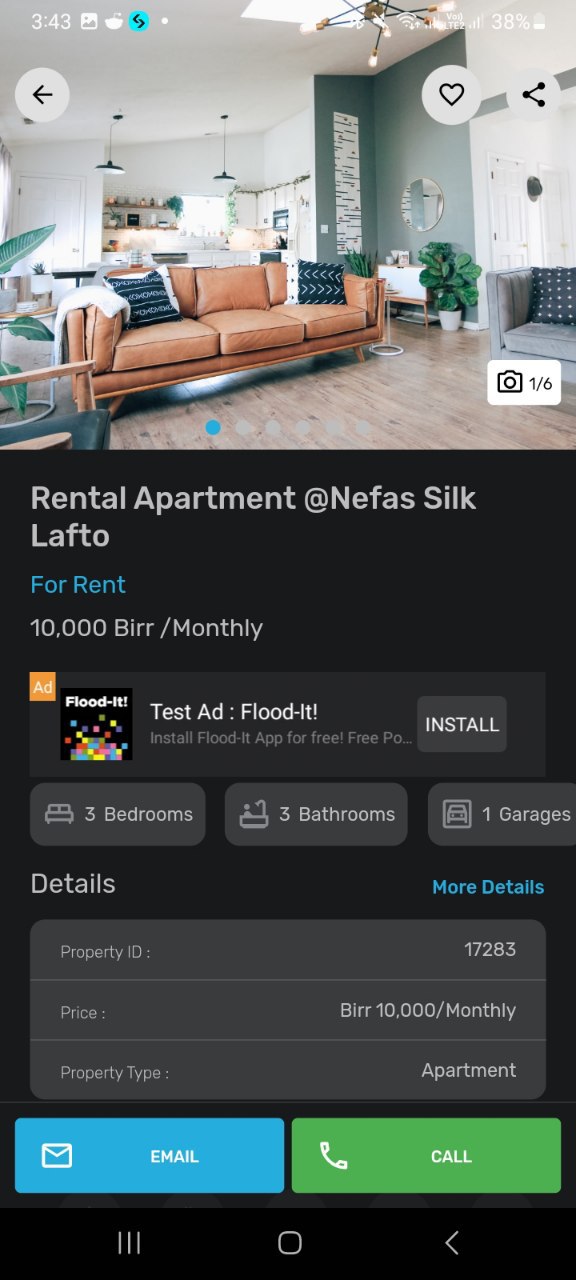 3:43
Vo))
LTE2
38%
1/6
Rental Apartment @Nefas Silk
Lafto
For Rent
10,000 Birr /Monthly
Ad
Flood-It!
Test Ad : Flood-It!
Install Flood-It App for free! Free Po...
INSTALL
3 Bedrooms
3 Bathrooms
1 Garages
Details
More Details
Property ID :
17283
Price :
Birr 10,000/Monthly
Property Type :
Apartment
EMAIL
CALL